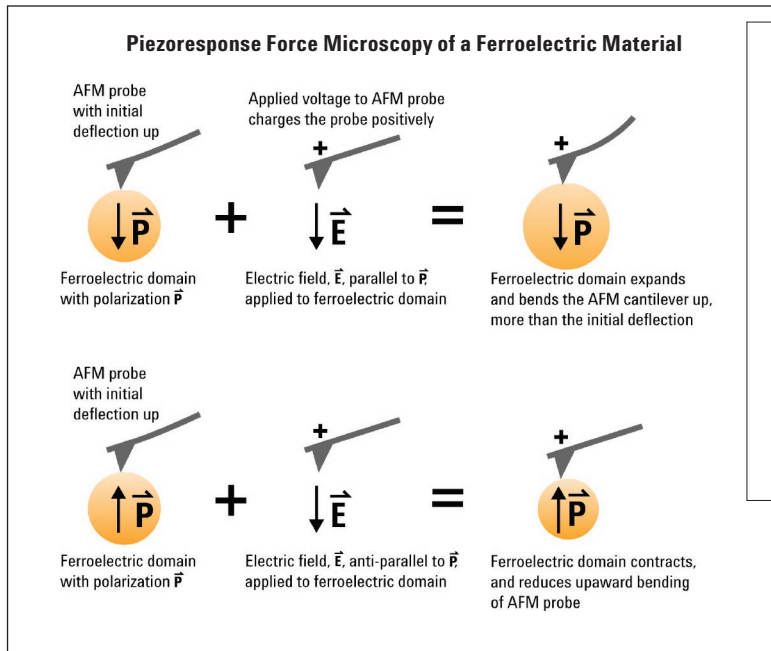 Piezoresponse Force Microscopy of a Ferroelectric Material
AFM probe
with initial
deflection up
Applied voltage to AFM probe
charges the probe positively
+
+
P
+
E
=
P
Ferroelectric domain
with polarization P
Electric field, E, parallel to P,
applied to ferroelectric domain
Ferroelectric domain expands
and bends the AFM cantilever up,
more than the initial deflection
AFM probe
with initial
deflection up
+
+
P
+
E
=
P
Ferroelectric domain
with polarization P
Electric field, E, anti-parallel to P,
applied to ferroelectric domain
Ferroelectric domain contracts,
and reduces upaward bending
of AFM probe